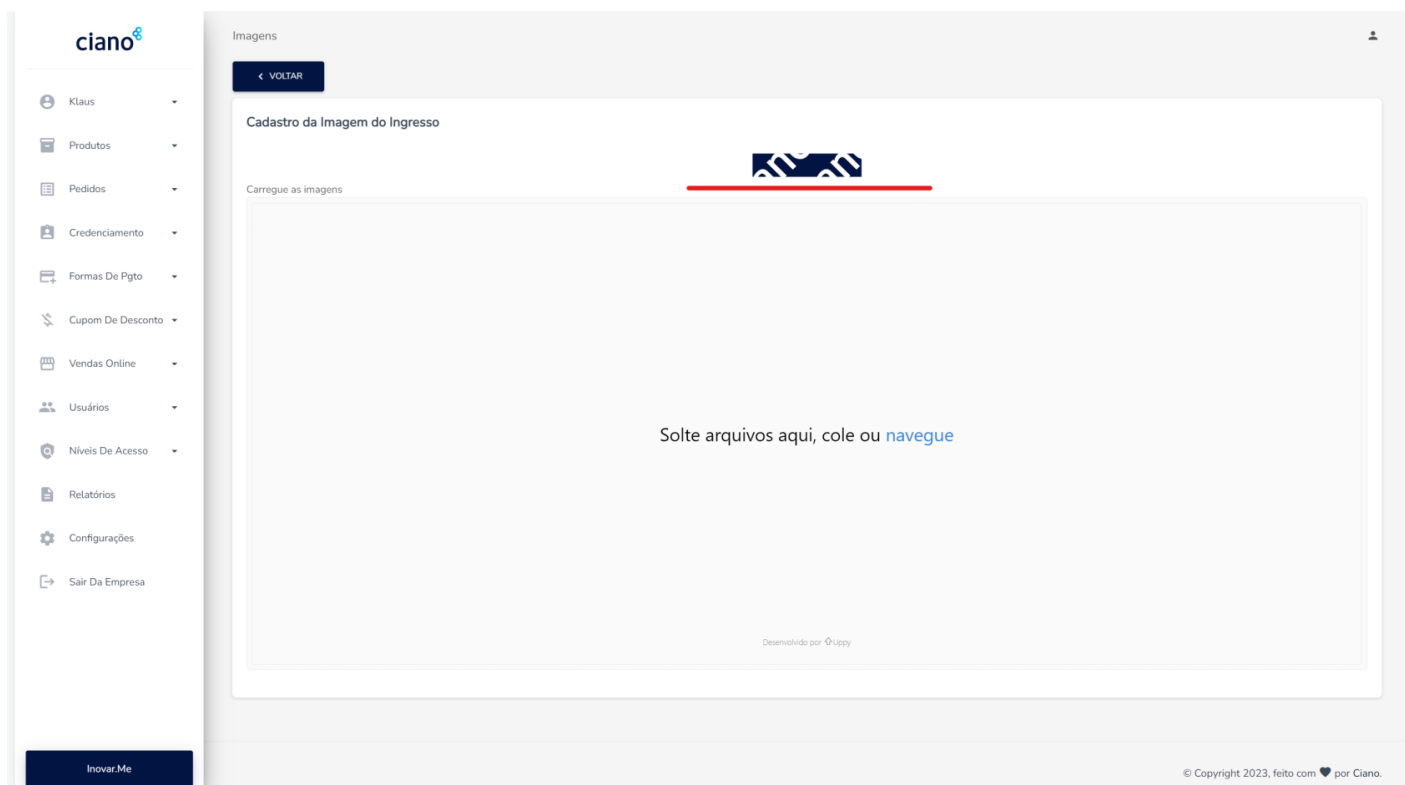 ciano
Klaus
Produtos
Pedidos
Credenciamento
Formas De Pgto
Cupom De Desconto
Vendas Online
Usuários
Níveis De Acesso
Relatórios
Configurações
Sair Da Empresa
Inovar.Me
Imagens
VOLTAR
Cadastro da Imagem do Ingresso
Carregue as imagens
Solte arquivos aqui, cole ou navegue
Desenvolvido por Uppy
© Copyright 2023, feito com por Ciano.